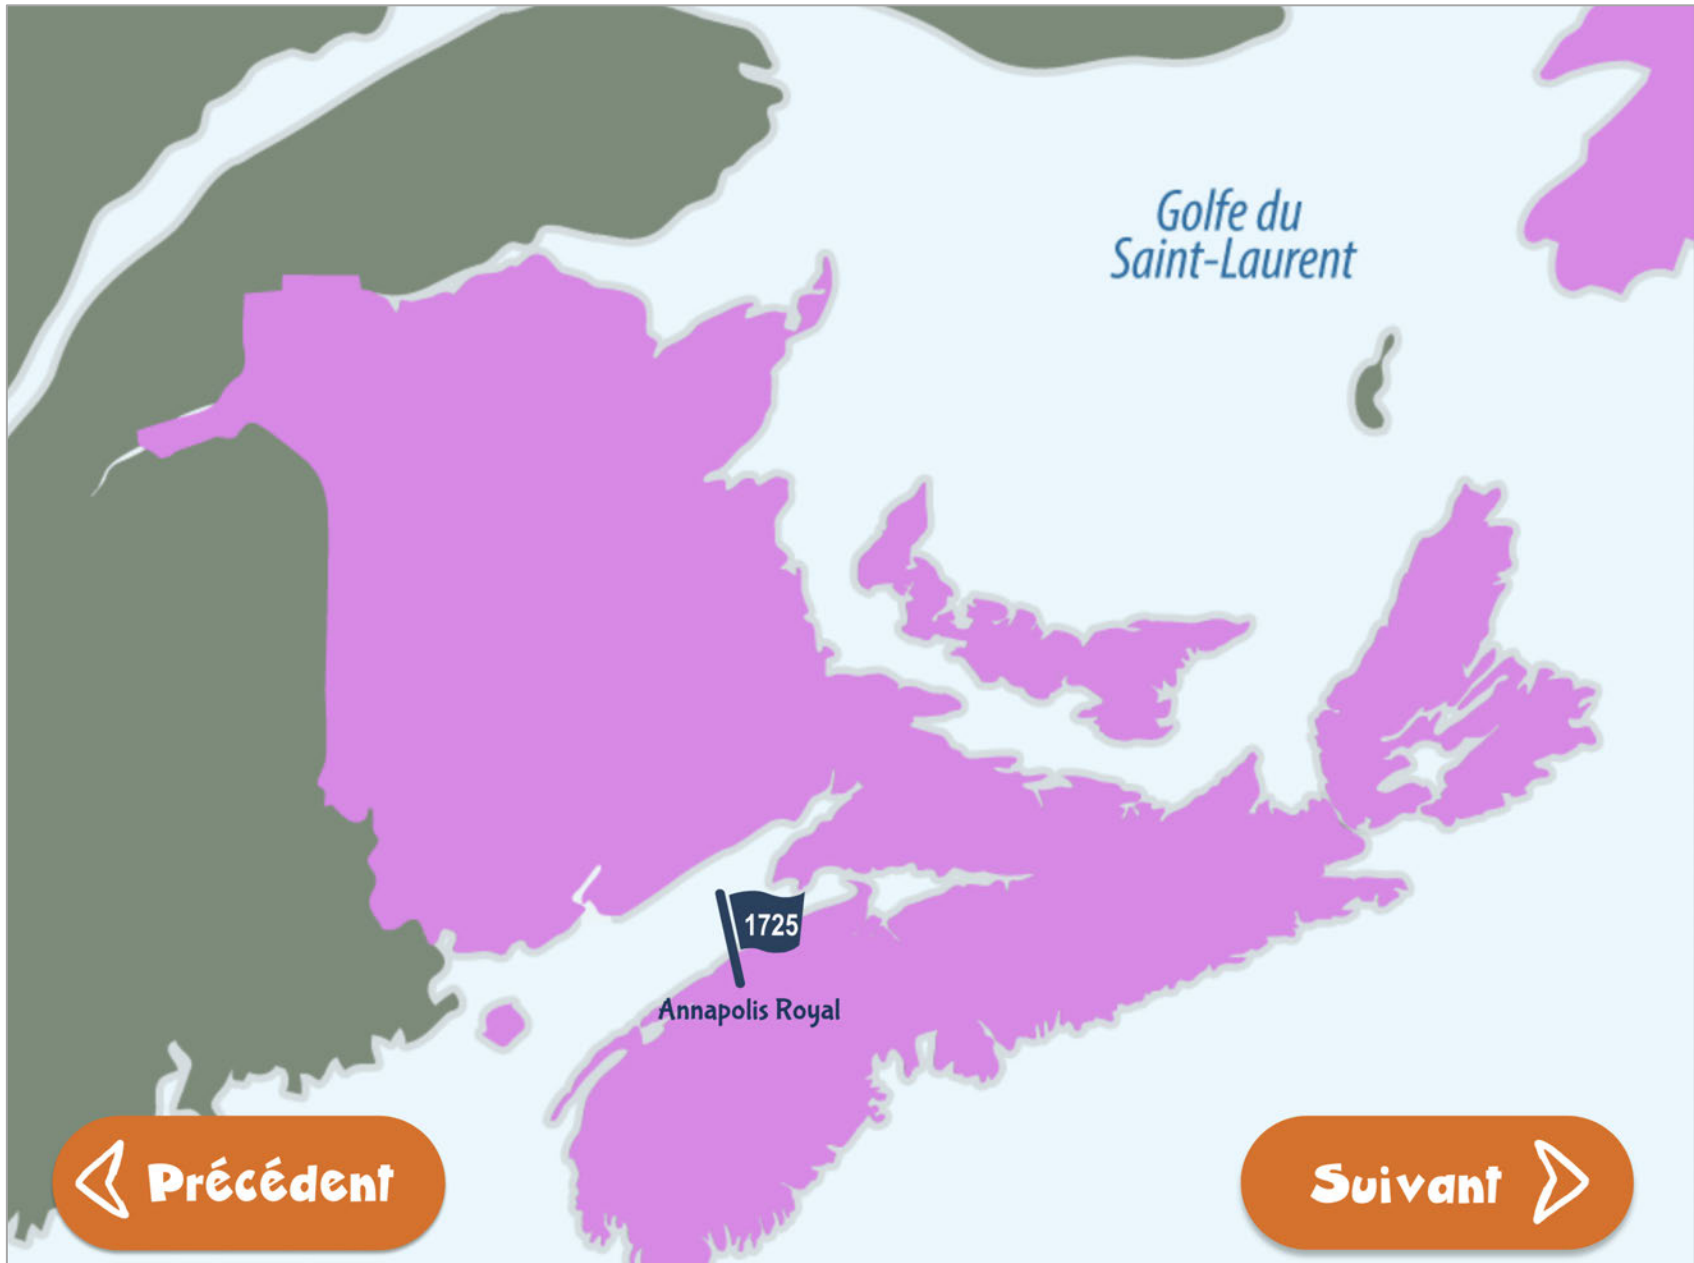 Golfe du
Saint-Laurent
1725
Annapolis Royal
Précédent
Suivant